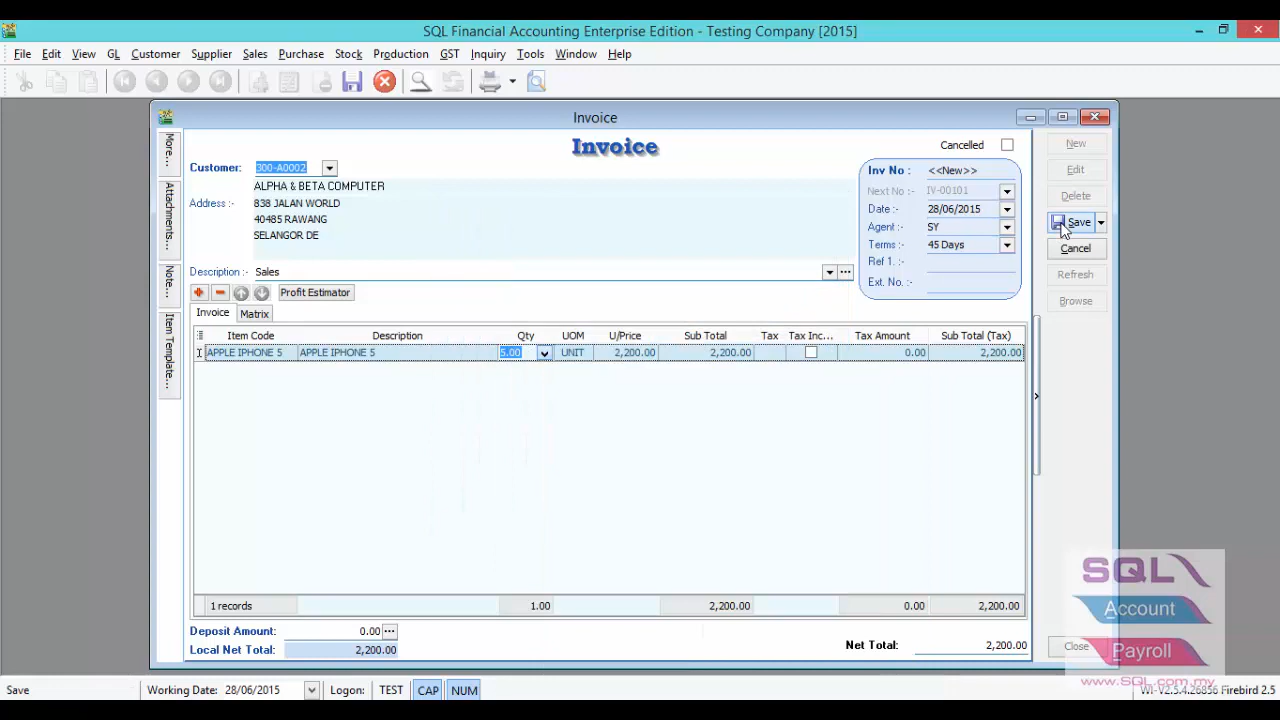 SQL Financial Accounting Enterprise Edition - Testing Company [2015]
File Edit View GL Customer Supplier Sales Purchase Stock Production GST Inquiry Tools Window Help
Invoice
Invoice
Cancelled
More...
Attachments...
Note...
Item Template...
Customer: 300-A0002
ALPHA & BETA COMPUTER
Address :- 838 JALAN WORLD
40485 RAWANG
SELANGOR DE
Description :- Sales
Inv No : <<New>>
Next No :- IV-00101
Date :- 28/06/2015
Agent :- SY
Terms :- 45 Days
Ref 1. :-
Ext. No. :-
New
Edit
Delete
Save
Cancel
Refresh
Browse
Profit Estimator
Invoice Matrix
Item Code Description Qty UOM U/Price Sub Total Tax Tax Inc... Tax Amount Sub Total (Tax)
APPLE IPHONE 5 APPLE IPHONE 5 5.00 UNIT 2,200.00 2,200.00 0.00 2,200.00
1 records 1.00 2,200.00 0.00 2,200.00
Deposit Amount: 0.00
Local Net Total: 2,200.00
Net Total: 2,200.00
Close
SQL
Account
Payroll
www.SQL.com.my
Save Working Date: 28/06/2015 Logon: TEST CAP NUM WI-V2.5.4.26856 Firebird 2.5